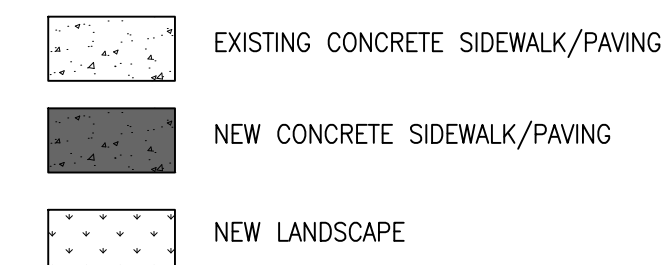 EXISTING CONCRETE SIDEWALK/PAVING
NEW CONCRETE SIDEWALK/PAVING
NEW LANDSCAPE